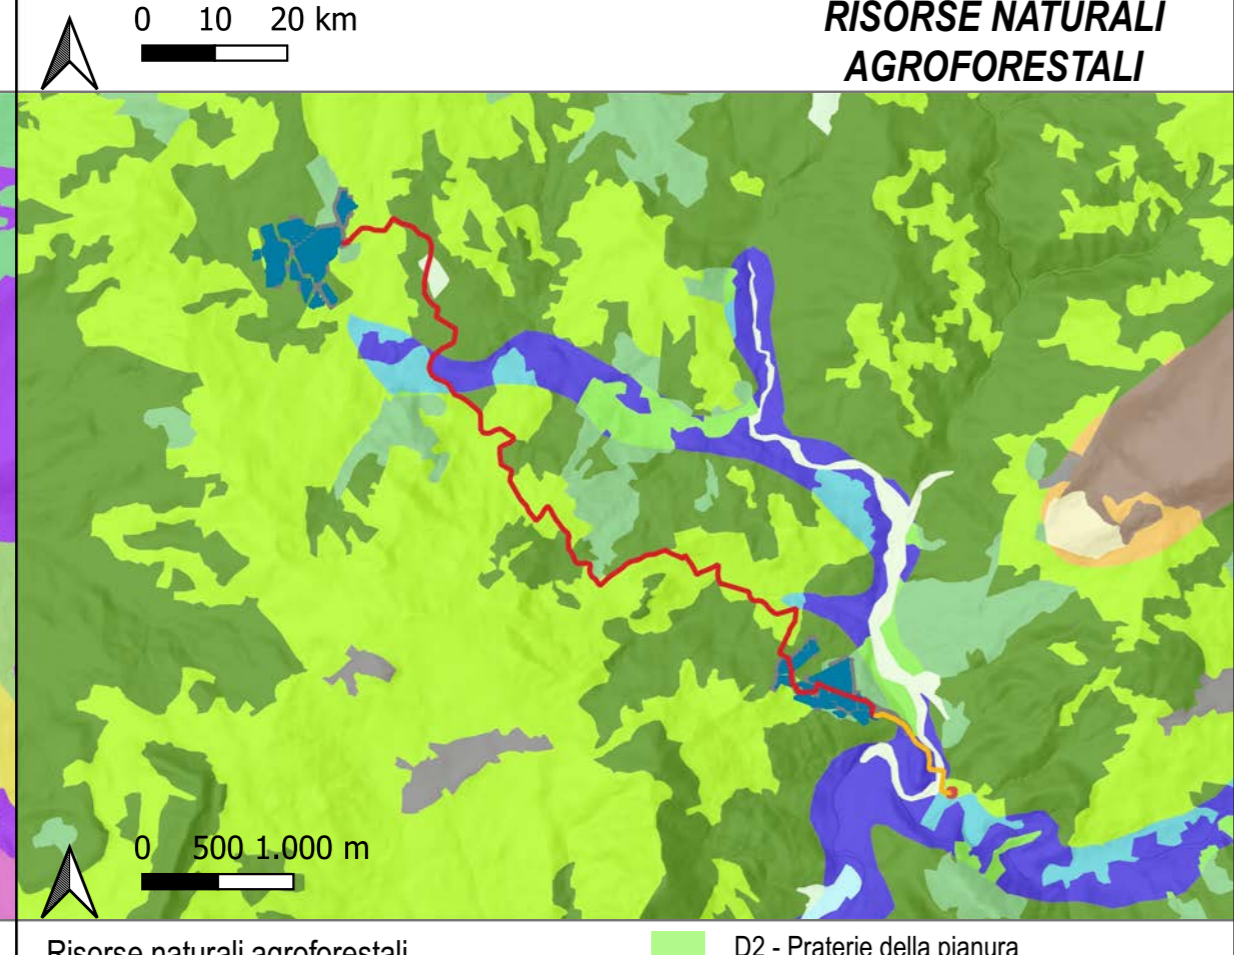 0 10 20 km
RISORSE NATURALI
AGROFORESTALI
0 500 1.000 m
Risorse naturali agroforestali
D2 - Praterie della pianura